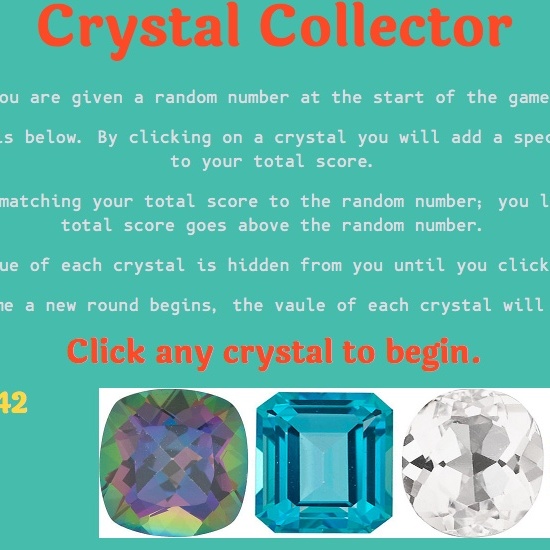 Crystal Collector
ou are given a random number at the start of the game
ls below. By clicking on a crystal you will add a spec
to your total score.
matching your total score to the random number; you l
total score goes above the random number.
ue of each crystal is hidden from you until you click
me a new round begins, the vaule of each crystal will
Click any crystal to begin.
42